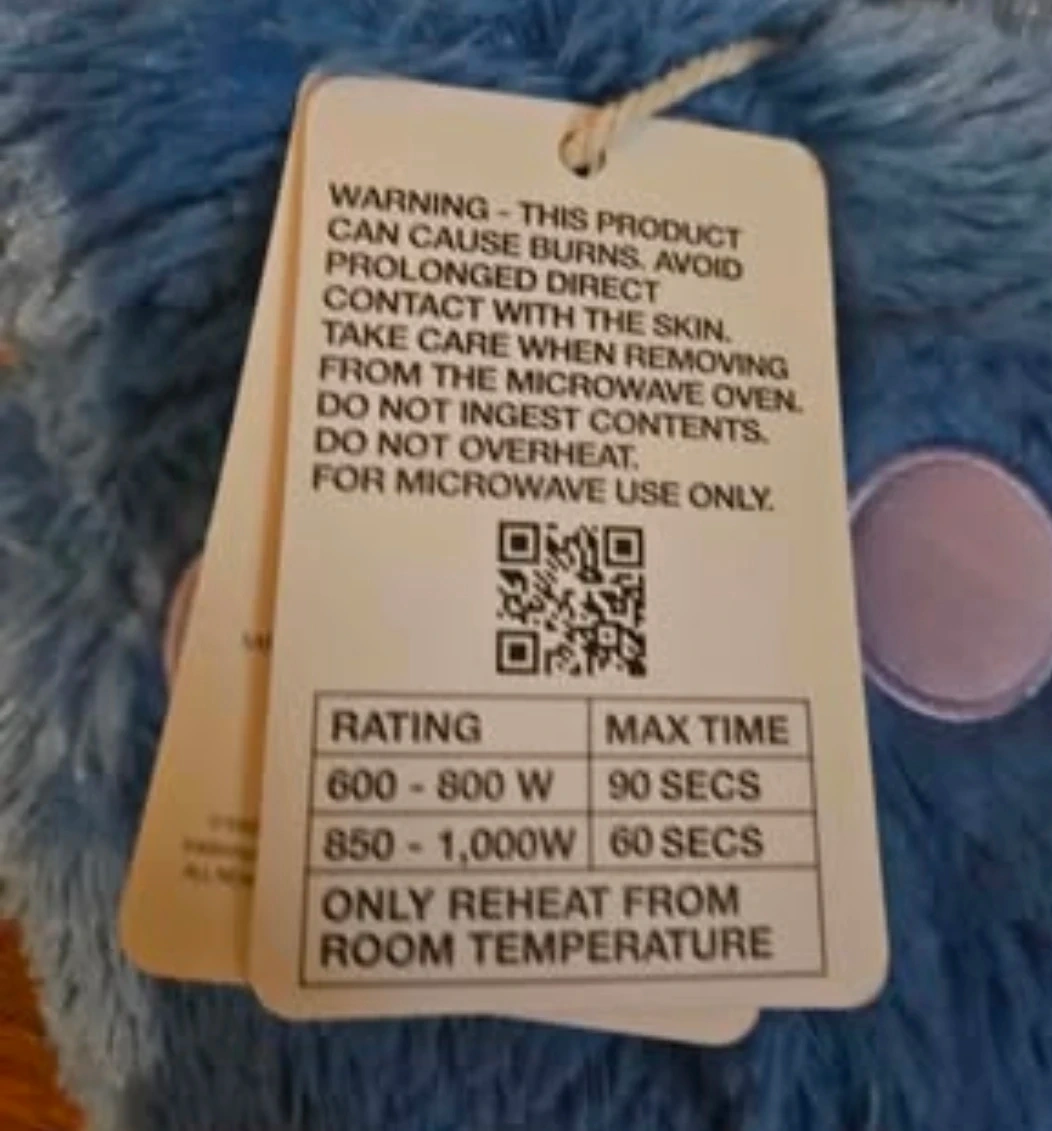 WARNING - THIS PRODUCT
CAN CAUSE BURNS. AVOID
PROLONGED DIRECT
CONTACT WITH THE SKIN.
TAKE CARE WHEN REMOVING
FROM THE MICROWAVE OVEN.
DO NOT INGEST CONTENTS.
DO NOT OVERHEAT.
FOR MICROWAVE USE ONLY.
RATING MAX TIME
600 - 800 W 90 SECS
850 - 1,000W 60 SECS
ONLY REHEAT FROM
ROOM TEMPERATURE